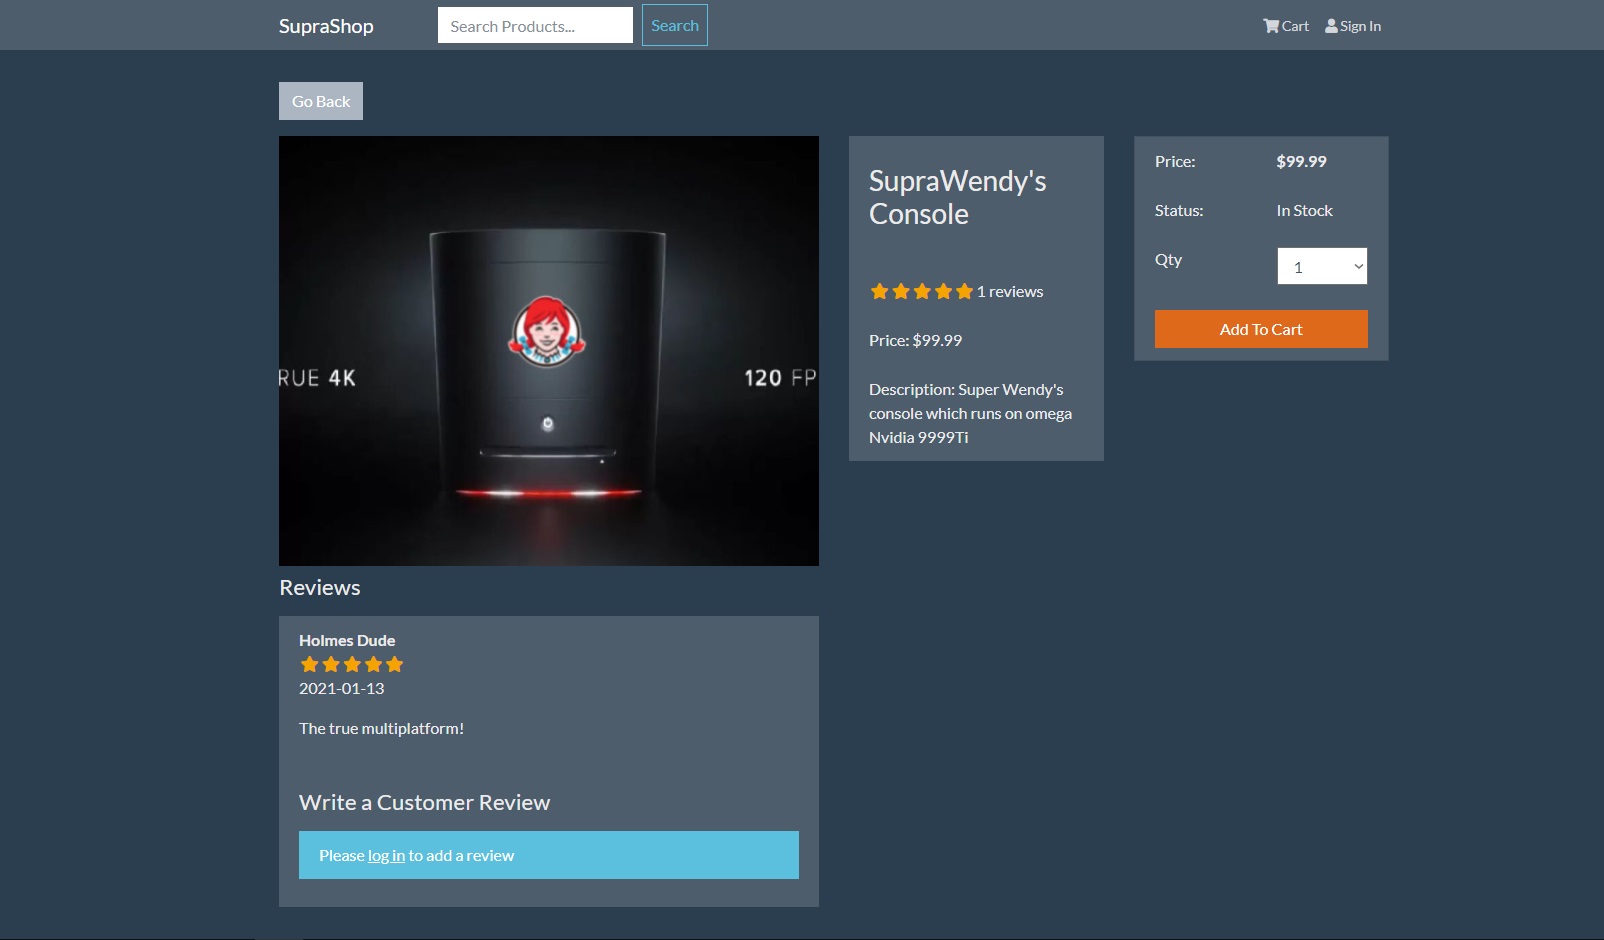 SupraShop
Search Products...
Search
Cart
Sign In
Go Back
RUE 4K
120 FP
SupraWendy's
Console
1 reviews
Price: $99.99
Description: Super Wendy's
console which runs on omega
Nvidia 9999Ti
Price: $99.99
Status: In Stock
Qty 1
Add To Cart
Reviews
Holmes Dude
2021-01-13
The true multiplatform!
Write a Customer Review
Please log in to add a review